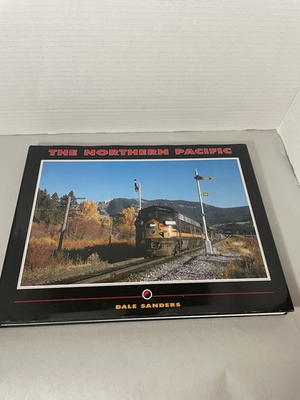 THE NORTHERN PACIFIC
DALE SANDERS